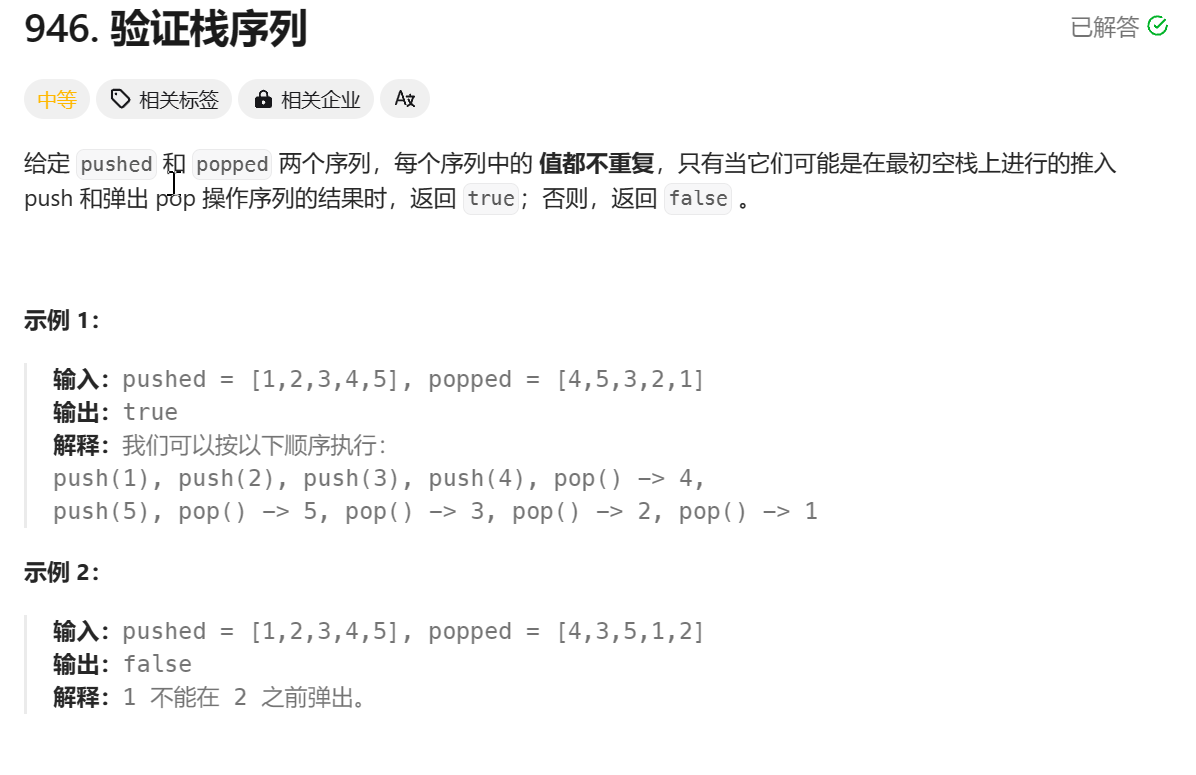 946. 验证栈序列
已解答
中等
相关标签
相关企业
给定 pushed 和 popped 两个序列，每个序列中的 值都不重复，只有当它们可能是在最初空栈上进行的推入
push 和弹出 pop 操作序列的结果时，返回 true；否则，返回 false 。
示例 1：
输入：pushed = [1,2,3,4,5], popped = [4,5,3,2,1]
输出：true
解释：我们可以按以下顺序执行：
push(1), push(2), push(3), push(4), pop() -> 4,
push(5), pop() -> 5, pop() -> 3, pop() -> 2, pop() -> 1
示例 2：
输入：pushed = [1,2,3,4,5], popped = [4,3,5,1,2]
输出：false
解释：1 不能在 2 之前弹出。